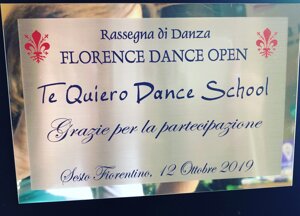 Rassegna di Danza
FLORENCE DANCE OPEN
Te Quiero Dance School
Grazie per la partecipazione
Sesto Fiorentino, 12 Ottobre 2019